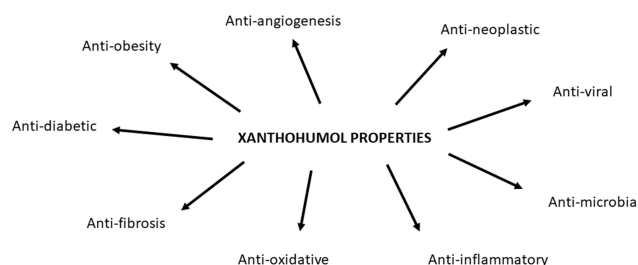 Anti-angiogenesis
Anti-neoplastic
Anti-obesity
Anti-viral
Anti-diabetic
XANTHOHUMOL PROPERTIES
Anti-microbia
Anti-fibrosis
Anti-oxidative
Anti-inflammatory